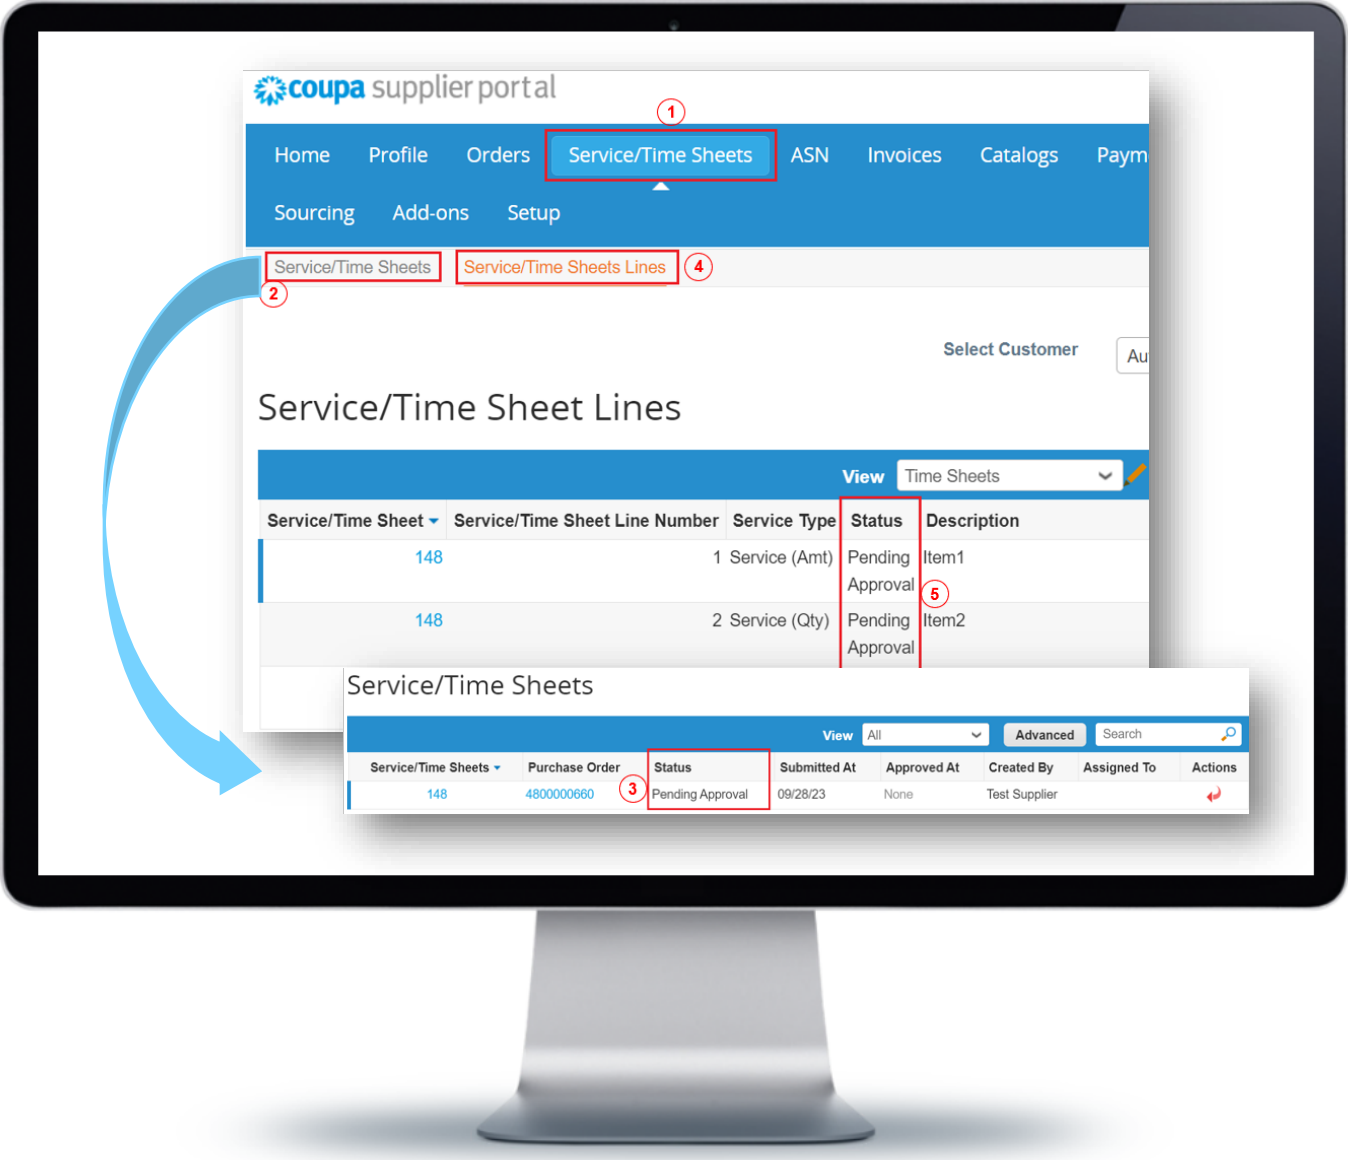 coupa supplier portal
1
Home Profile Orders Service/Time Sheets ASN Invoices Catalogs Paym
Sourcing Add-ons Setup
Service/Time Sheets Service/Time Sheets Lines 4
2
Select Customer Au
Service/Time Sheet Lines
View Time Sheets
Service/Time Sheet Service/Time Sheet Line Number Service Type Status Description
148 1 Service (Amt) Pending Item1
Approval 5
148 2 Service (Qty) Pending Item2
Approval
Service/Time Sheets
View All Advanced Search
Service/Time Sheets Purchase Order Status Submitted At Approved At Created By Assigned To Actions
148 4800000660 3 Pending Approval 09/28/23 None Test Supplier